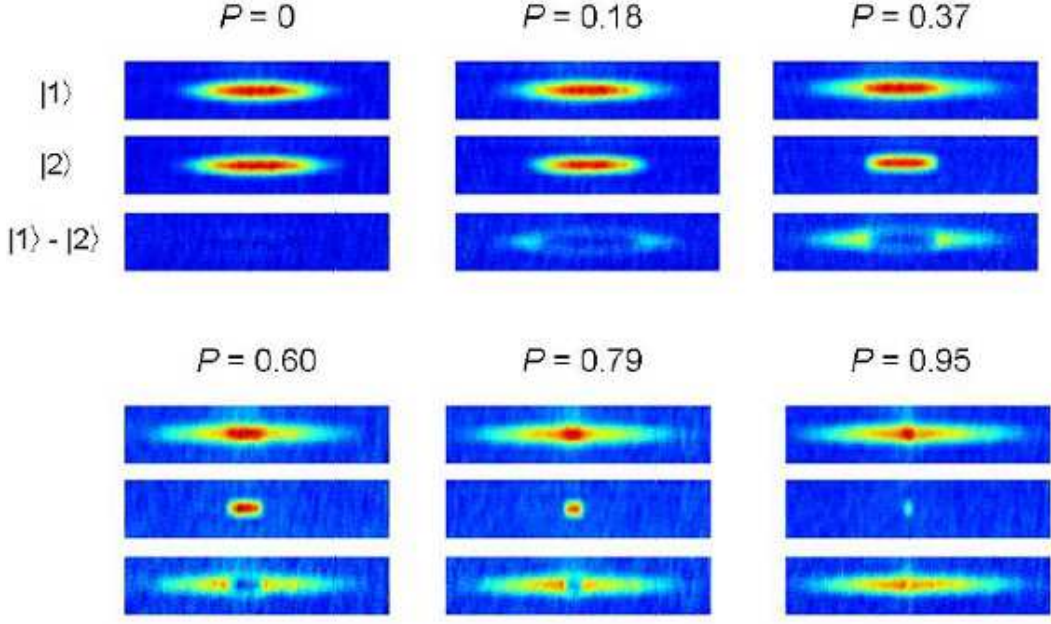 P = 0 P = 0.18 P = 0.37
|1⟩
|2⟩
|1⟩ - |2⟩
P = 0.60 P = 0.79 P = 0.95